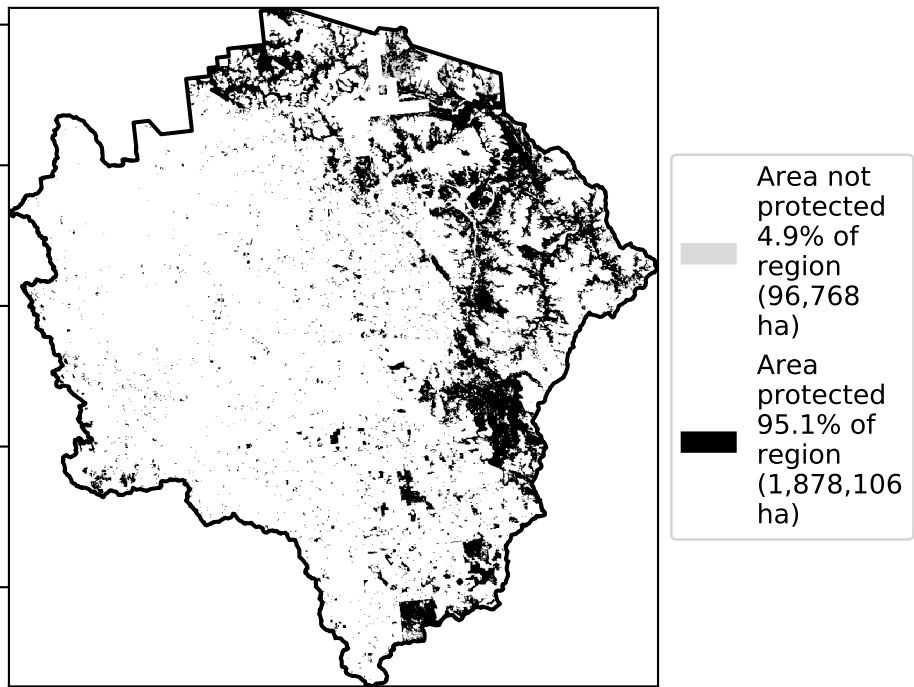 Area not
protected
4.9% of
region
(96,768
ha)
Area
protected
95.1% of
region
(1,878,106
ha)